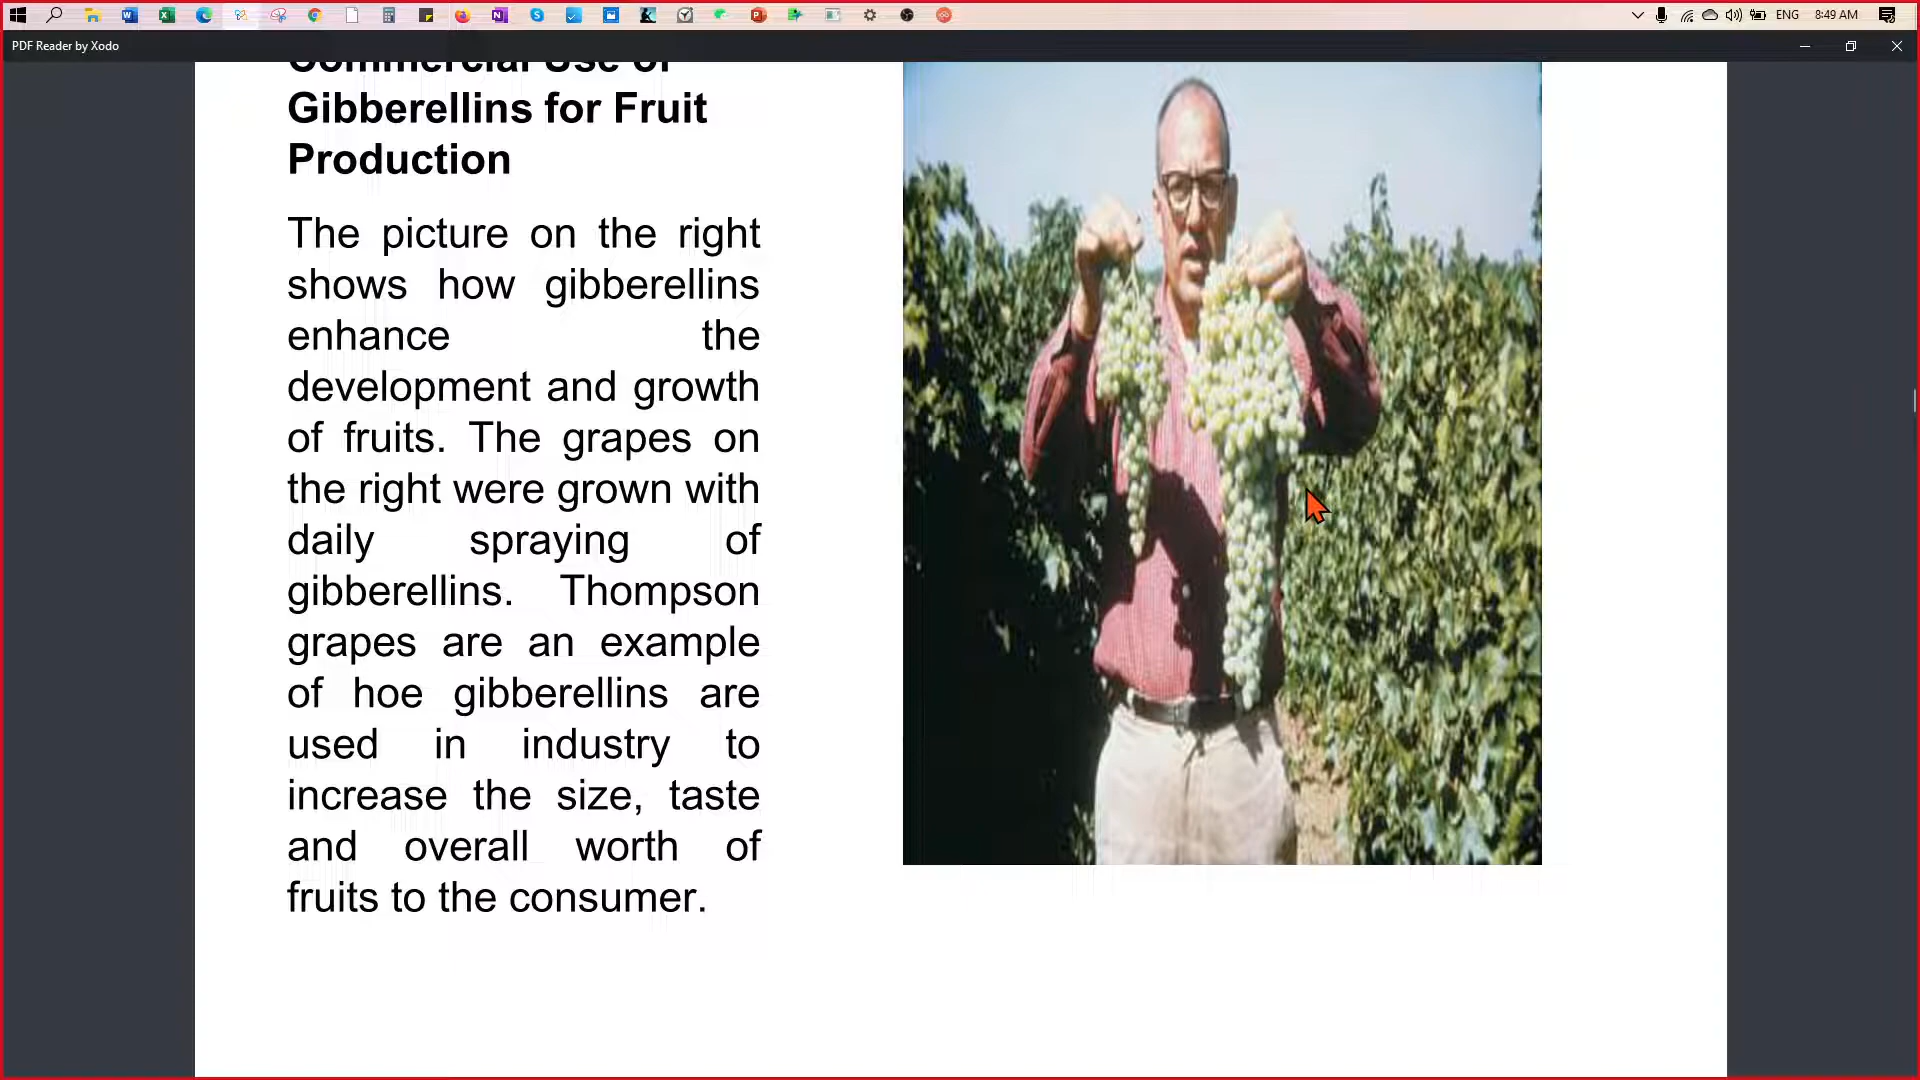 ENG 8:49 AM
PDF Reader by Xodo
Commercial Use of
Gibberellins for Fruit
Production
The picture on the right
shows how gibberellins
enhance the
development and growth
of fruits. The grapes on
the right were grown with
daily spraying of
gibberellins. Thompson
grapes are an example
of hoe gibberellins are
used in industry to
increase the size, taste
and overall worth of
fruits to the consumer.